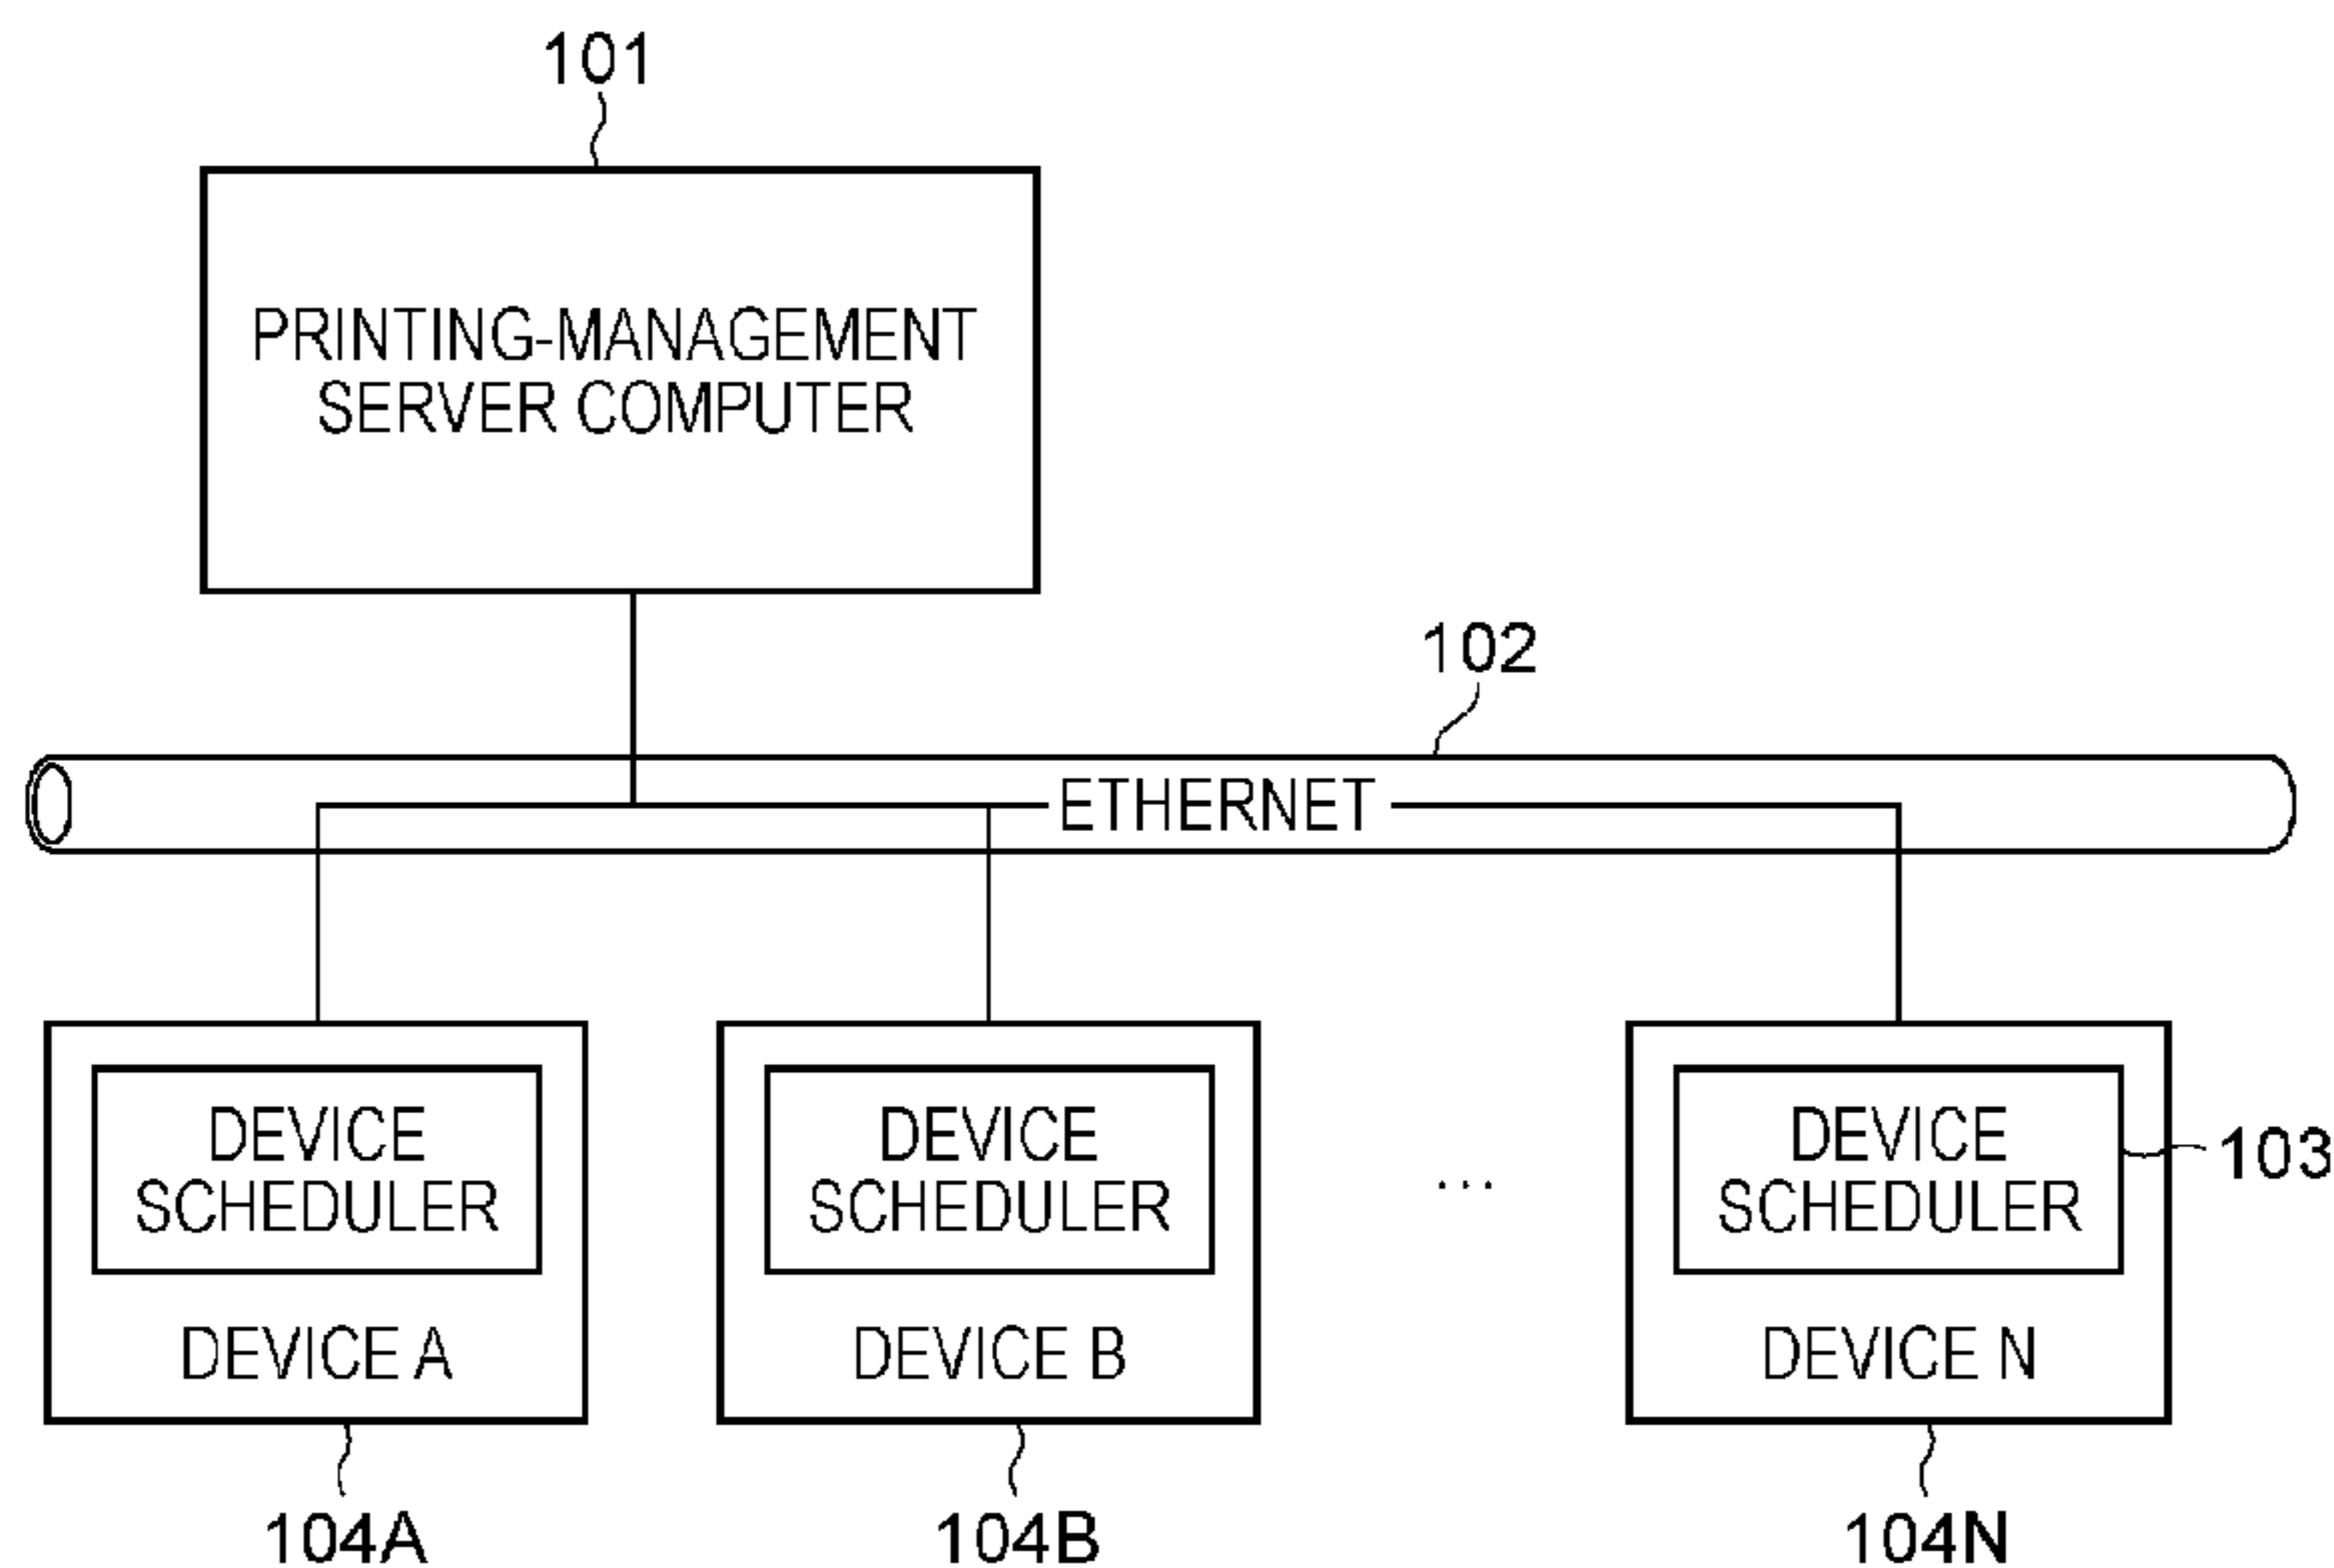 101
PRINTING-MANAGEMENT
SERVER COMPUTER
102
ETHERNET
DEVICE
SCHEDULER
DEVICE A
104A
DEVICE
SCHEDULER
DEVICE B
104B
...
DEVICE
SCHEDULER
103
DEVICE N
104N